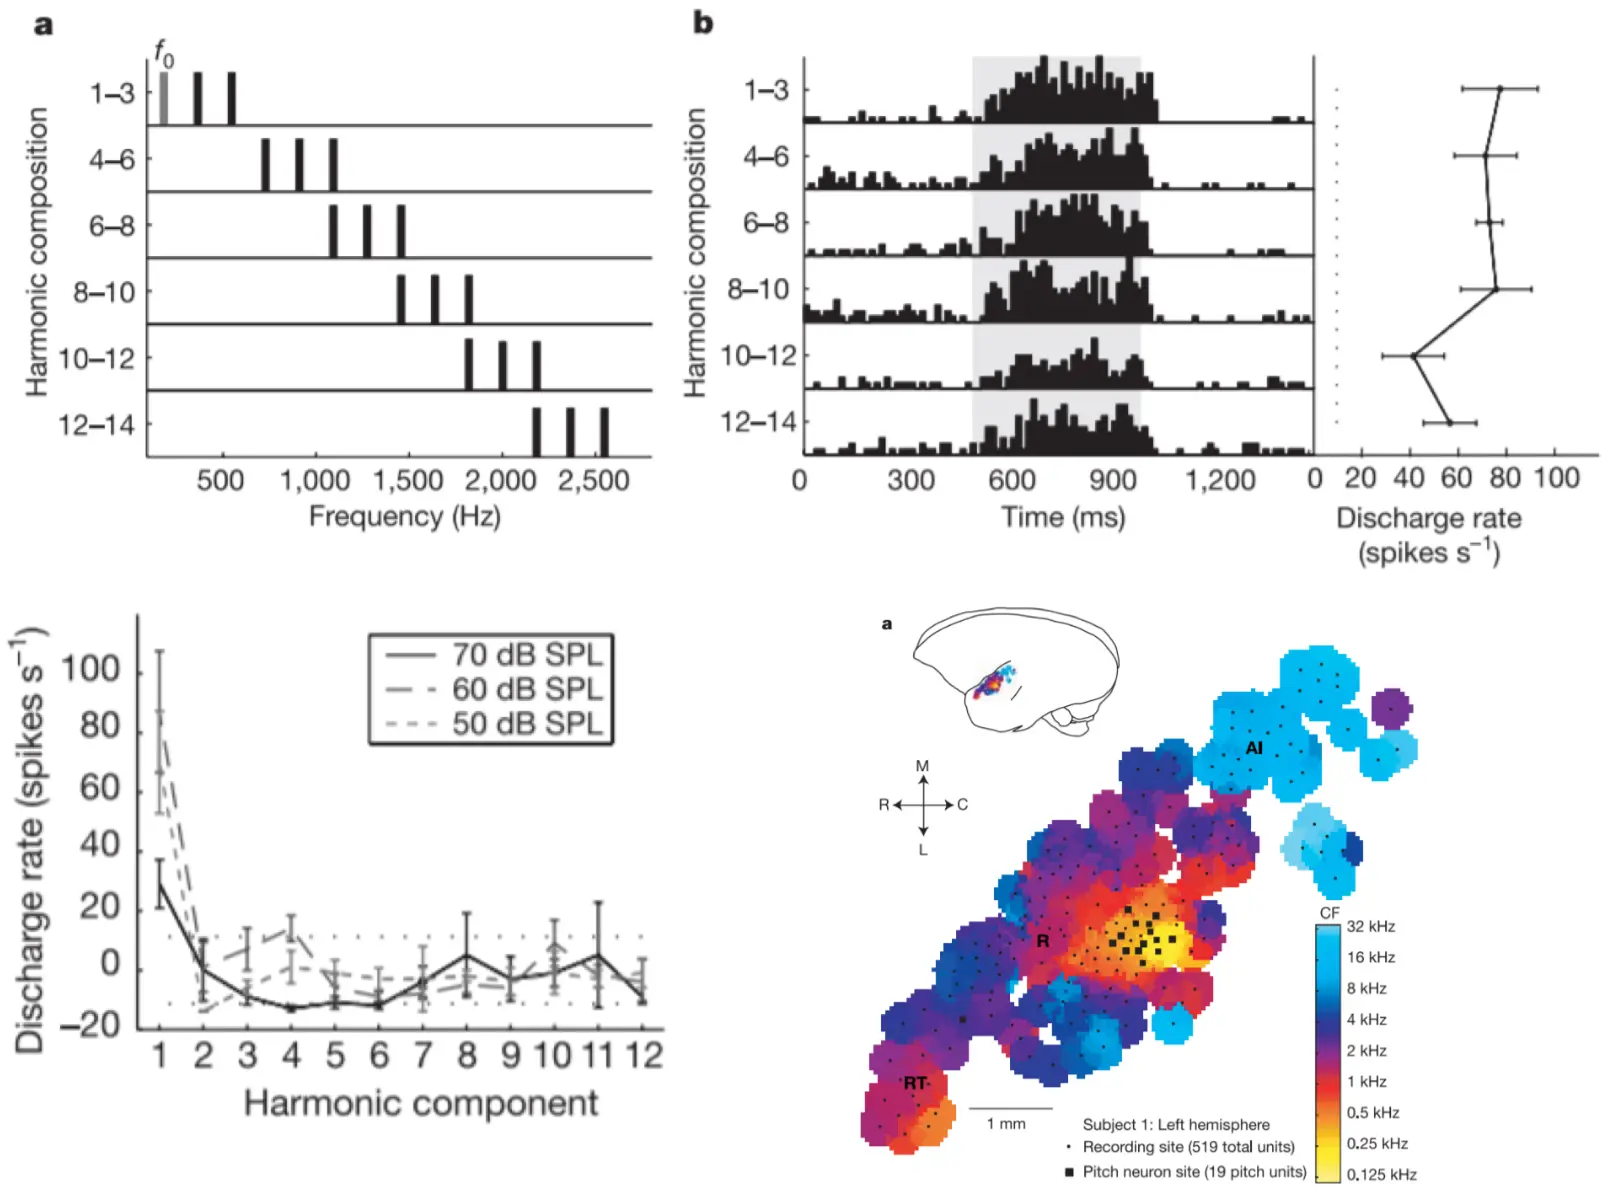 a
f0
Harmonic composition
1–3
4–6
6–8
8–10
10–12
12–14
500 1,000 1,500 2,000 2,500
Frequency (Hz)
b
Harmonic composition
1–3
4–6
6–8
8–10
10–12
12–14
0 300 600 900 1,200
Time (ms)
0 20 40 60 80 100
Discharge rate
(spikes s−1)
Discharge rate (spikes s−1)
100
80
60
40
20
0
−20
70 dB SPL
60 dB SPL
50 dB SPL
1 2 3 4 5 6 7 8 9 10 11 12
Harmonic component
a
M
R C
L
AI
R
RT
1 mm
CF
32 kHz
16 kHz
8 kHz
4 kHz
2 kHz
1 kHz
0.5 kHz
0.25 kHz
0.125 kHz
Subject 1: Left hemisphere
Recording site (519 total units)
Pitch neuron site (19 pitch units)